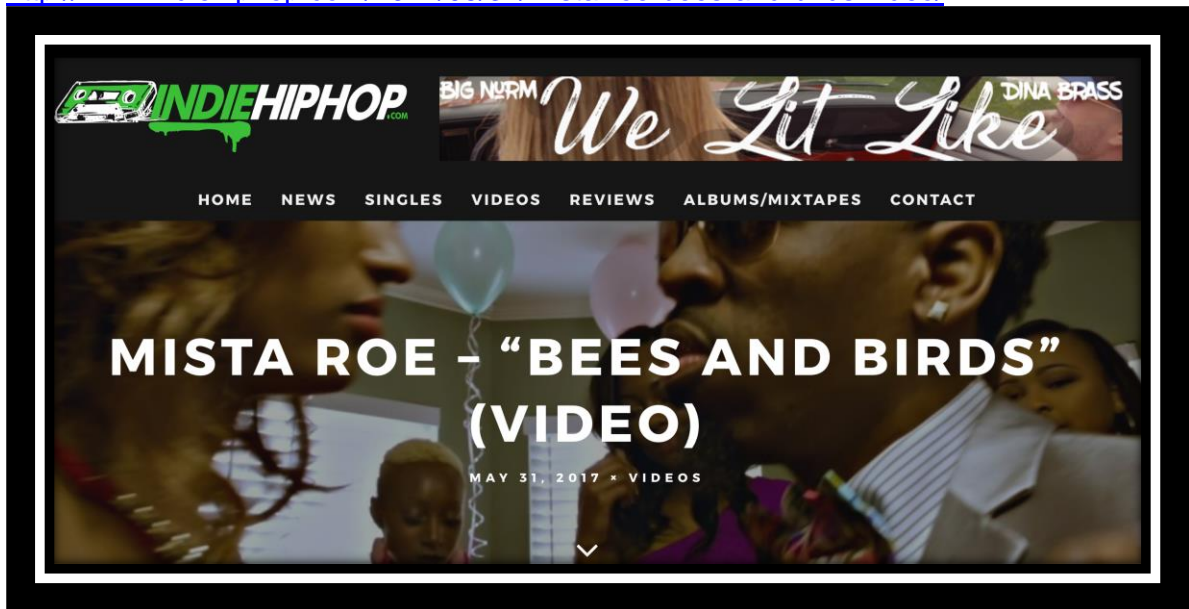 INDIEHIPHOP.COM
BIG NURM We Lit Like DINA BRASS
HOME NEWS SINGLES VIDEOS REVIEWS ALBUMS/MIXTAPES CONTACT
MISTA ROE – “BEES AND BIRDS”
(VIDEO)
MAY 31, 2017 × VIDEOS